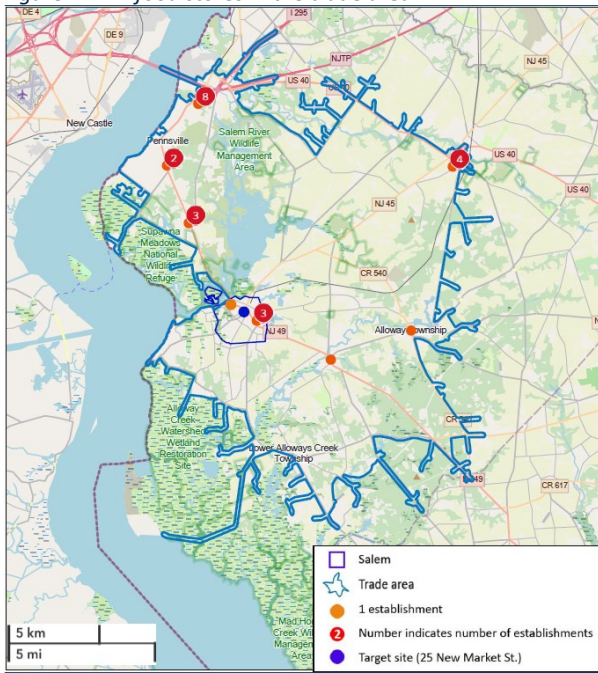 DE 4
DE 9
I 295
NJTP
NJ 45
US 40
8
New Castle
Pennsville
Salem River
Wildlife
Management
Area
2
4
US 40
US 40
3
NJ 45
Supawna
Meadows
National
Wildlife
Refuge
CR 540
3
NJ 49
Alloway Township
Alloway
Creek
Watershed
Wetland
Restoration
Site
Lower Alloways Creek
Township
CR 617
Salem
Trade area
1 establishment
2 Number indicates number of establishments
Target site (25 New Market St.)
5 km
5 mi